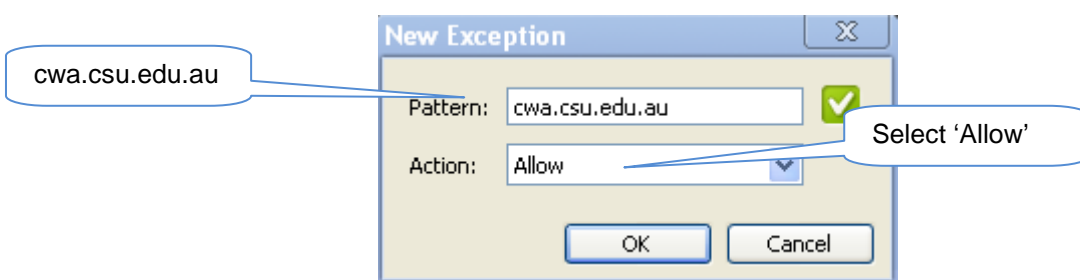 New Exception
cwa.csu.edu.au
Pattern: cwa.csu.edu.au
Select ‘Allow’
Action: Allow
OK Cancel